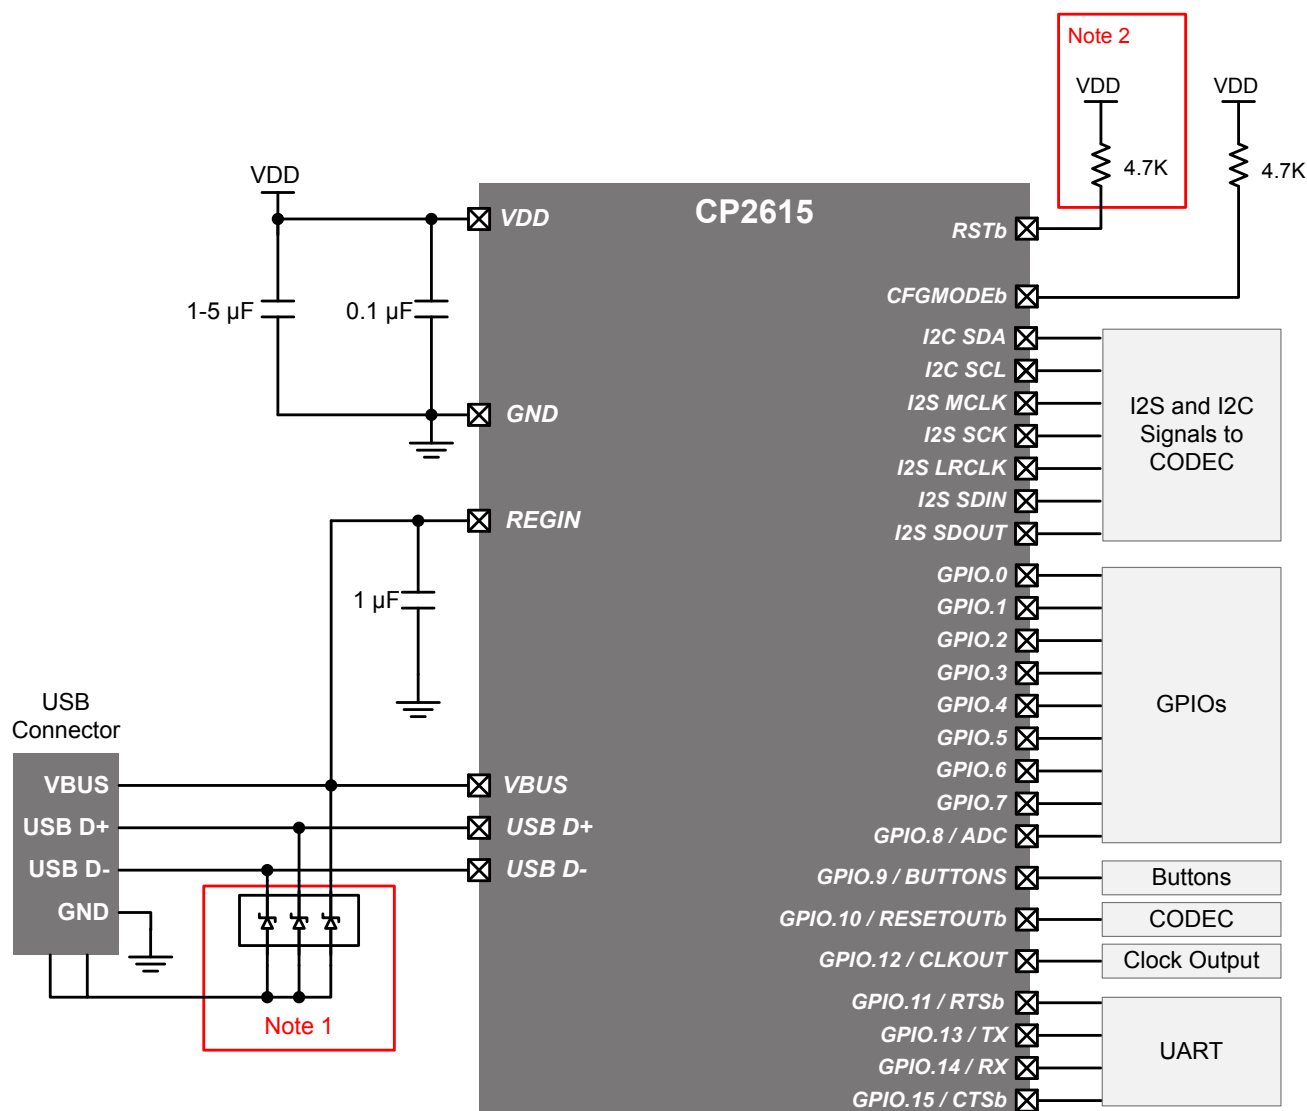 Note 2
VDD
VDD
4.7K
4.7K
VDD
1-5 µF
0.1 µF
CP2615
VDD
GND
REGIN
1 µF
USB
Connector
VBUS
USB D+
USB D-
GND
VBUS
USB D+
USB D-
Note 1
RSTb
CFGMODEb
I2C SDA
I2C SCL
I2S MCLK
I2S SCK
I2S LRCLK
I2S SDIN
I2S SDOUT
I2S and I2C
Signals to
CODEC
GPIO.0
GPIO.1
GPIO.2
GPIO.3
GPIO.4
GPIO.5
GPIO.6
GPIO.7
GPIO.8 / ADC
GPIOs
GPIO.9 / BUTTONS
Buttons
GPIO.10 / RESETOUTb
CODEC
GPIO.12 / CLKOUT
Clock Output
GPIO.11 / RTSb
GPIO.13 / TX
GPIO.14 / RX
GPIO.15 / CTSb
UART